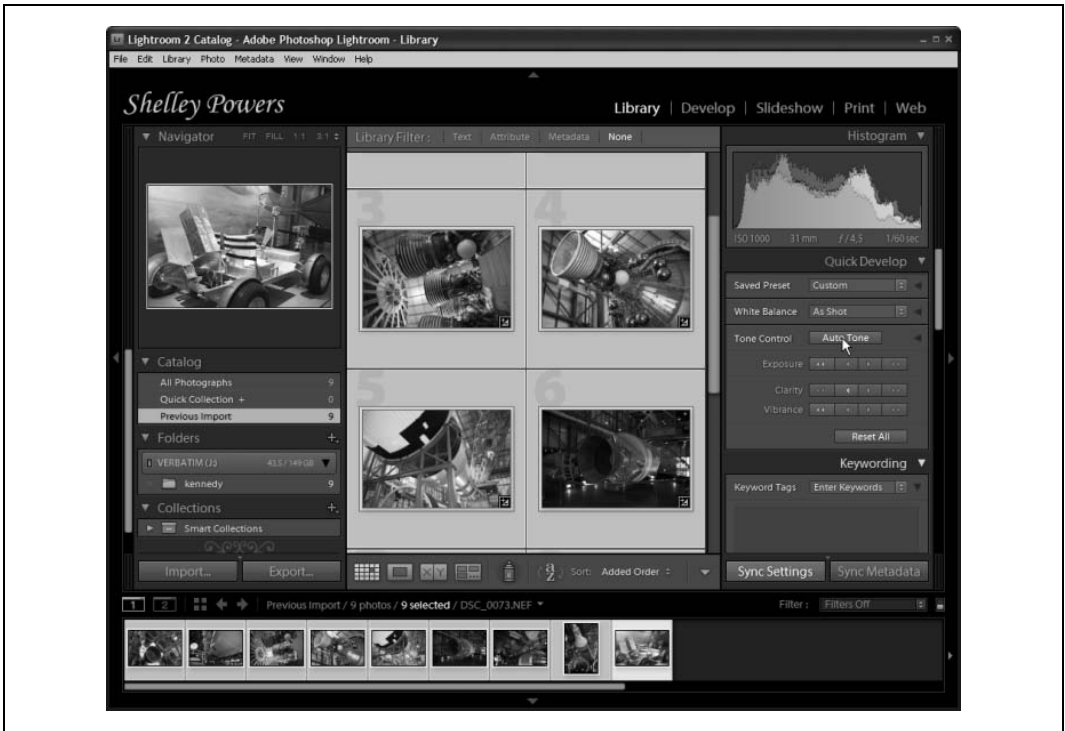 Lightroom 2 Catalog - Adobe Photoshop Lightroom - Library
File Edit Library Photo Metadata View Window Help
Shelley Powers
Library | Develop | Slideshow | Print | Web
Navigator FIT FILL 1:1 3:1
Library Filter : Text Attribute Metadata None
Histogram
3
4
ISO 1000 31 mm f / 4,5 1/60 sec
Quick Develop
Saved Preset Custom
White Balance As Shot
Tone Control Auto Tone
Exposure
Clarity
Vibrance
Reset All
Catalog
All Photographs 9
Quick Collection + 0
Previous Import 9
5
6
Folders
VERBATIM (J:) 43.5 / 149 GB
kennedy 9
Collections
Smart Collections
Keywording
Keyword Tags Enter Keywords
Import... Export...
XY
Sort: Added Order
Sync Settings Sync Metadata
1 2 Previous Import / 9 photos / 9 selected / DSC_0073.NEF
Filter : Filters Off